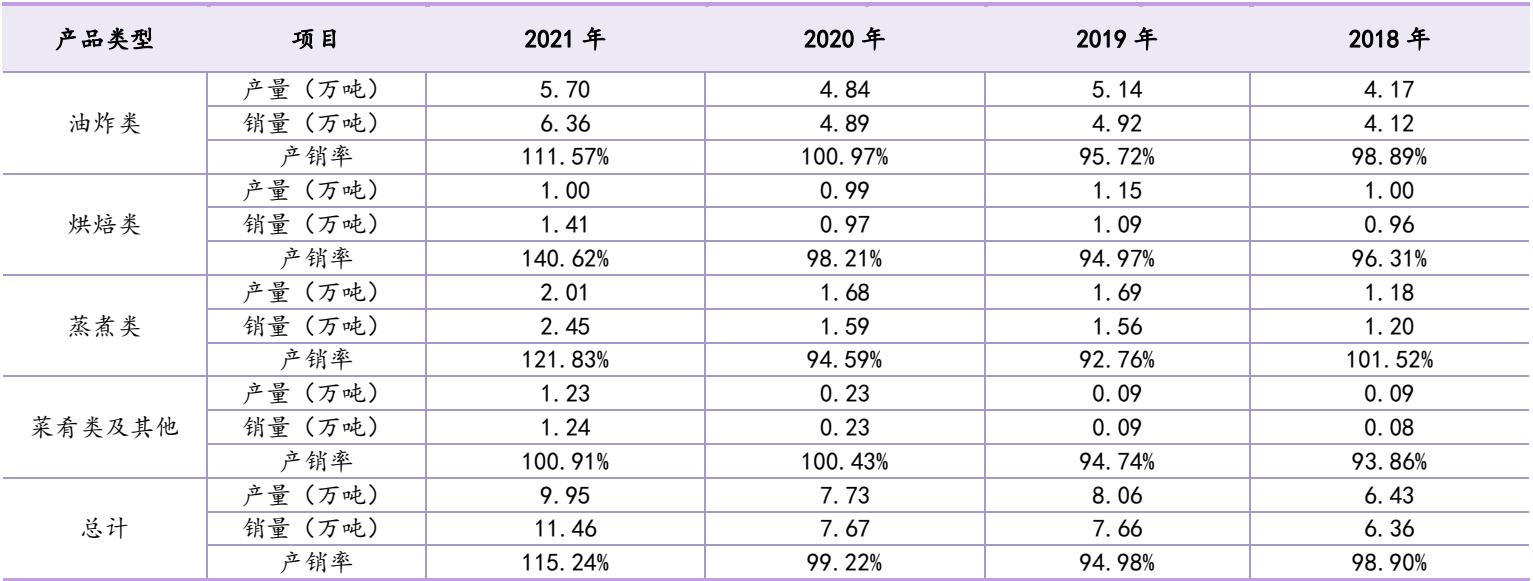 产品类型 项目 2021 年 2020 年 2019 年 2018 年
产量（万吨） 5.70 4.84 5.14 4.17
油炸类 销量（万吨） 6.36 4.89 4.92 4.12
产销率 111.57% 100.97% 95.72% 98.89%
产量（万吨） 1.00 0.99 1.15 1.00
烘焙类 销量（万吨） 1.41 0.97 1.09 0.96
产销率 140.62% 98.21% 94.97% 96.31%
产量（万吨） 2.01 1.68 1.69 1.18
蒸煮类 销量（万吨） 2.45 1.59 1.56 1.20
产销率 121.83% 94.59% 92.76% 101.52%
产量（万吨） 1.23 0.23 0.09 0.09
菜肴类及其他 销量（万吨） 1.24 0.23 0.09 0.08
产销率 100.91% 100.43% 94.74% 93.86%
产量（万吨） 9.95 7.73 8.06 6.43
总计 销量（万吨） 11.46 7.67 7.66 6.36
产销率 115.24% 99.22% 94.98% 98.90%